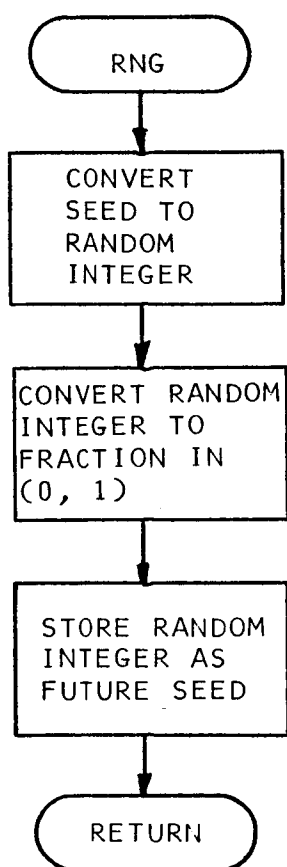 RNG
CONVERT
SEED TO
RANDOM
INTEGER
CONVERT RANDOM
INTEGER TO
FRACTION IN
(0, 1)
STORE RANDOM
INTEGER AS
FUTURE SEED
RETURN